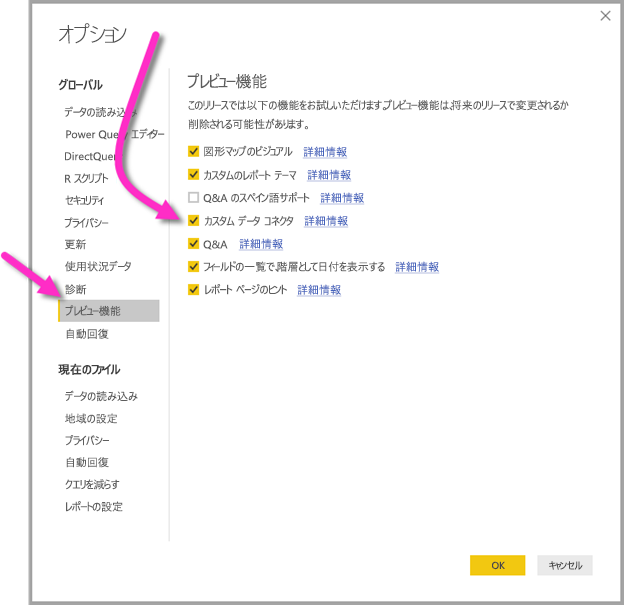 オプション
グローバル
データの読み込み
Power Query エディター
DirectQuery
R スクリプト
セキュリティ
プライバシー
更新
使用状況データ
診断
プレビュー機能
自動回復
現在のファイル
データの読み込み
地域の設定
プライバシー
自動回復
クエリを減らす
レポートの設定
プレビュー機能
このリリースでは以下の機能をお試しいただけます。プレビュー機能は、将来のリリースで変更されるか
削除される可能性があります。
図形マップのビジュアル 詳細情報
カスタムのレポート テーマ 詳細情報
Q&A のスペイン語サポート 詳細情報
カスタム データ コネクタ 詳細情報
Q&A 詳細情報
フィールドの一覧で、階層として日付を表示する 詳細情報
レポート ページのヒント 詳細情報
OK キャンセル